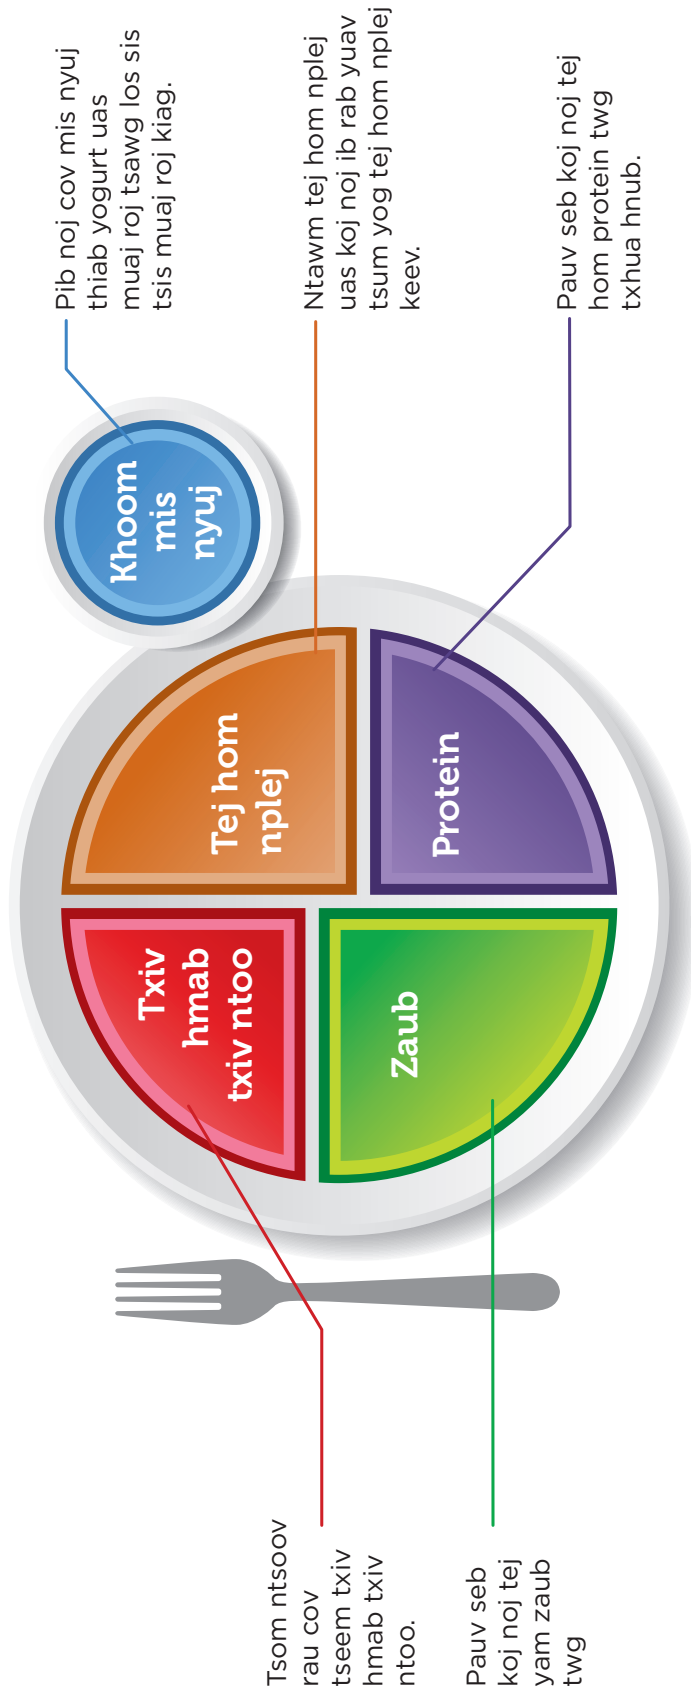 Tsom ntsoov
rau cov
tseem txiv
hmab txiv
ntoo.
Pauv seb
koj noj tej
yam zaub
twg
Txiv
hmab
txiv ntoo
Zaub
Tej hom
nplej
Protein
Khoom
mis
nyuj
Pib noj cov mis nyuj
thiab yogurt uas
muaj roj tsawg los sis
tsis muaj roj kiag.
Ntawm tej hom nplej
uas koj noj ib rab yuav
tsum yog tej hom nplej
keev.
Pauv seb koj noj tej
hom protein twg
txhua hnub.